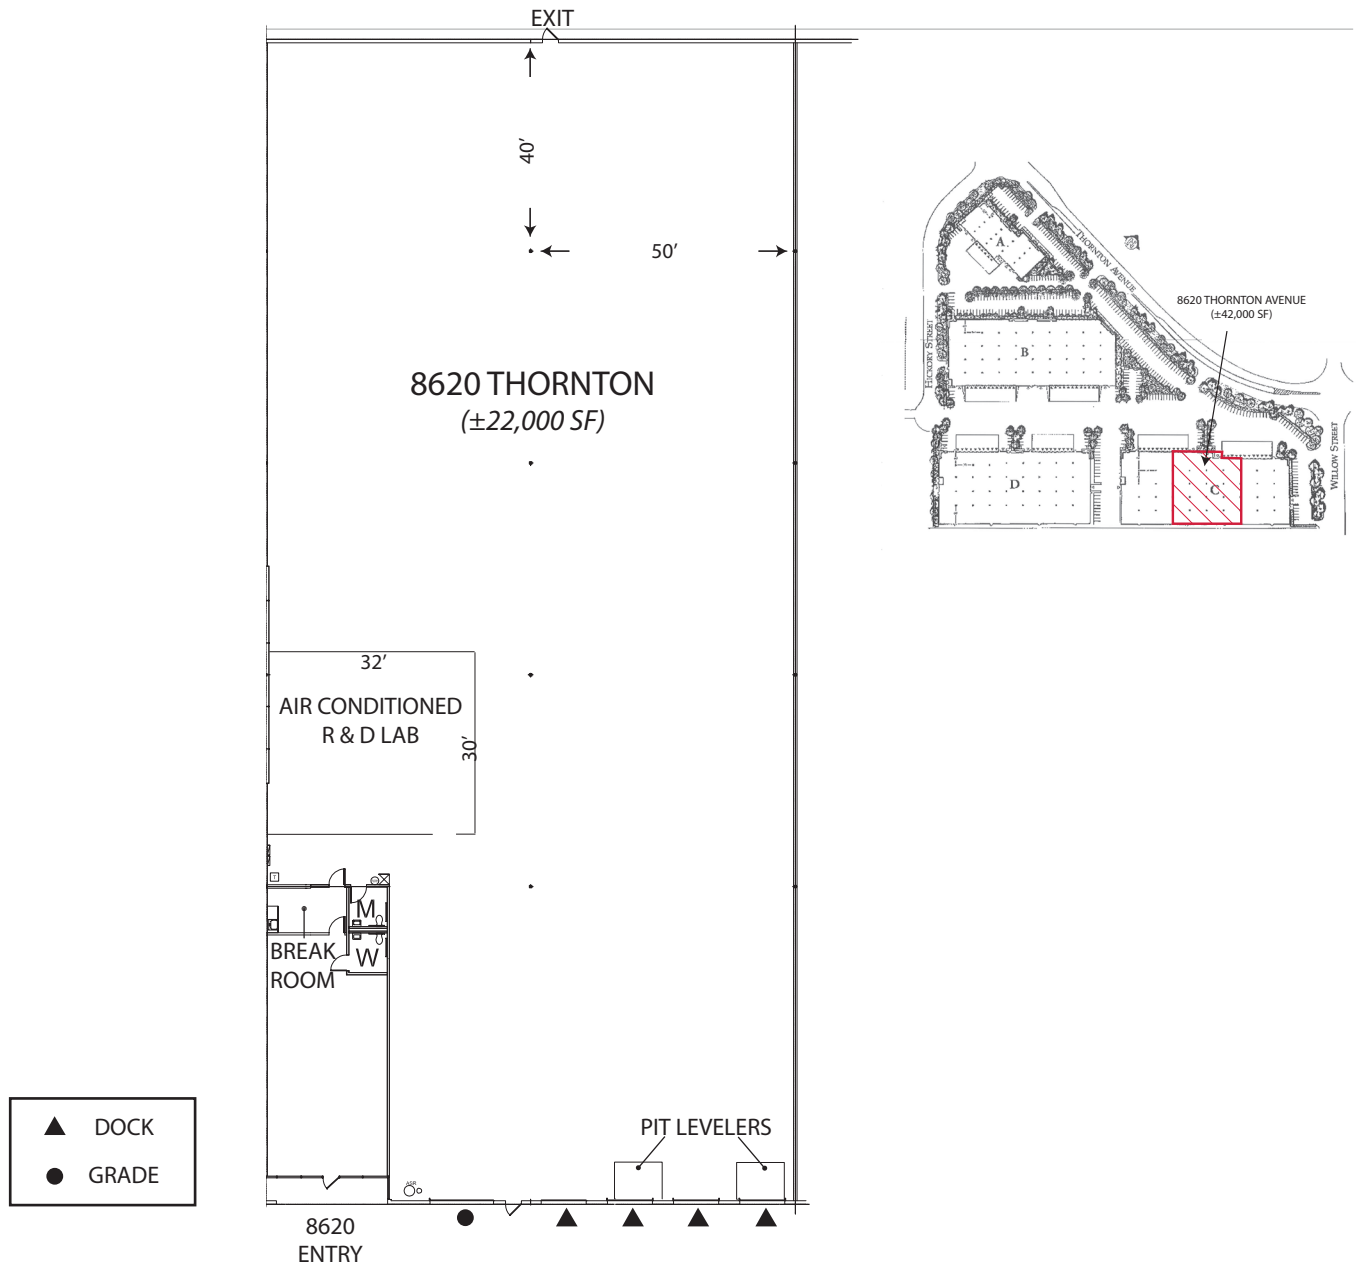 EXIT
40'
50'
8620 THORNTON
(±22,000 SF)
32'
AIR CONDITIONED
R & D LAB
30'
T
M
BREAK
ROOM
W
PIT LEVELERS
ASR
8620
ENTRY
DOCK
GRADE
A
THORNTON AVENUE
8620 THORNTON AVENUE
(±42,000 SF)
HICKORY STREET
B
WILLOW STREET
D
C